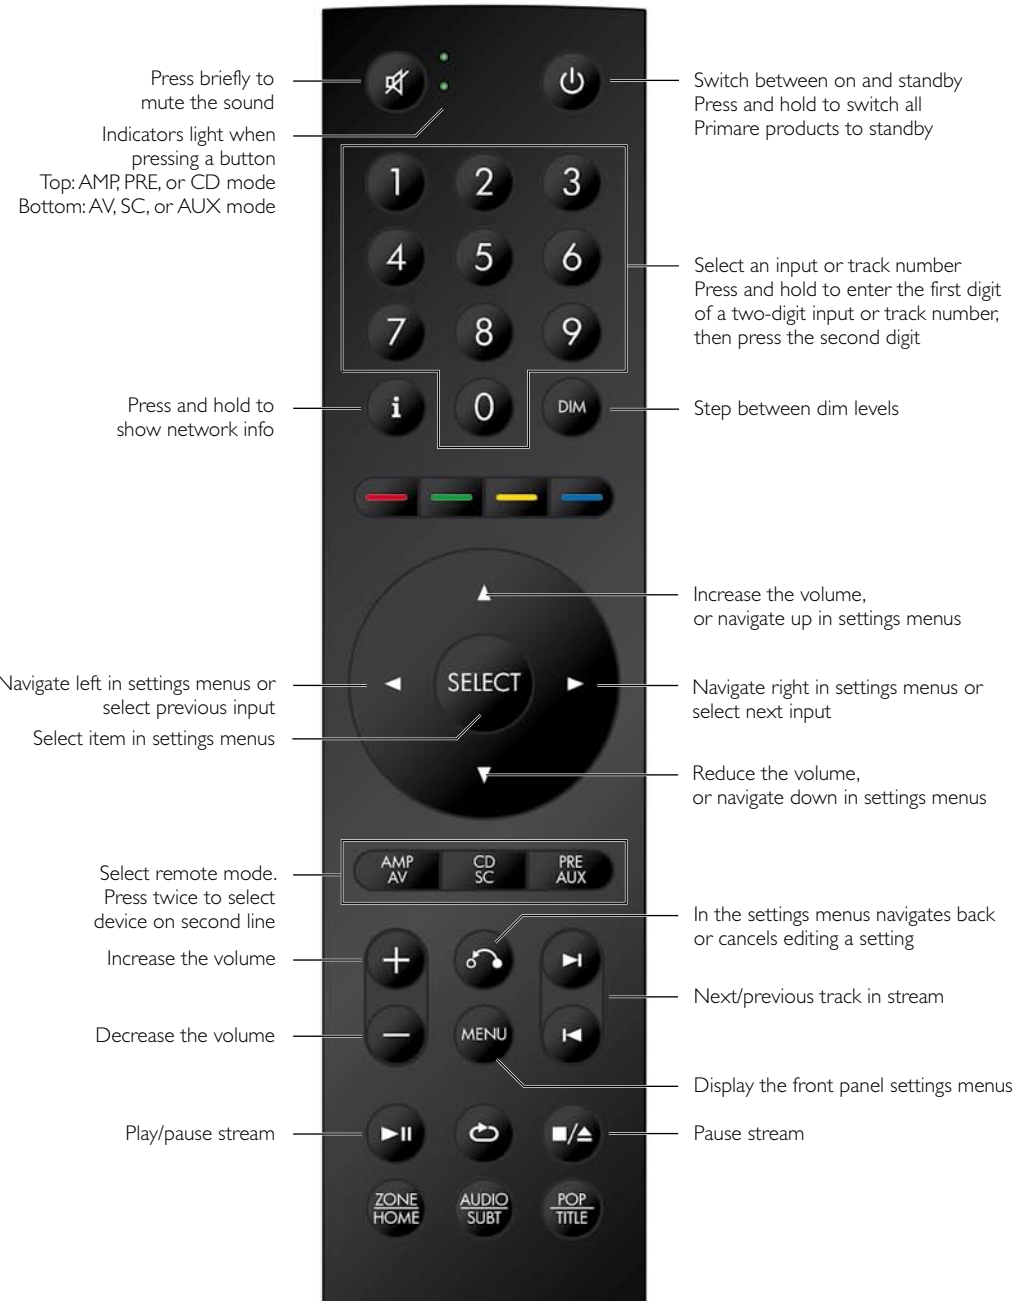 Press briefly to
mute the sound
Switch between on and standby
Press and hold to switch all
Primare products to standby
Indicators light when
pressing a button
Top: AMP, PRE, or CD mode
Bottom: AV, SC, or AUX mode
1 2 3
4 5 6
7 8 9
Select an input or track number
Press and hold to enter the first digit
of a two-digit input or track number,
then press the second digit
Press and hold to
show network info
i 0 DIM
Step between dim levels
Increase the volume,
or navigate up in settings menus
Navigate left in settings menus or
select previous input
SELECT
Navigate right in settings menus or
select next input
Select item in settings menus
Reduce the volume,
or navigate down in settings menus
Select remote mode.
Press twice to select
device on second line
AMP CD PRE
AV SC AUX
In the settings menus navigates back
or cancels editing a setting
Increase the volume
Next/previous track in stream
Decrease the volume
MENU
Display the front panel settings menus
Play/pause stream
Pause stream
ZONE AUDIO POP
HOME SUBT TITLE